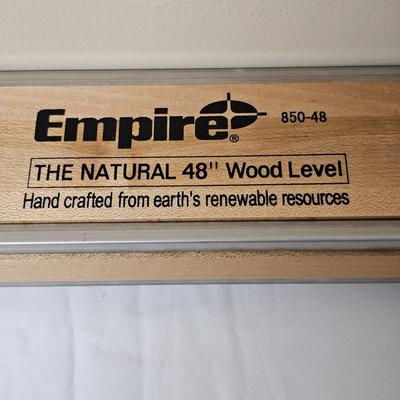 Empire® 850-48
THE NATURAL 48" Wood Level
Hand crafted from earth's renewable resources